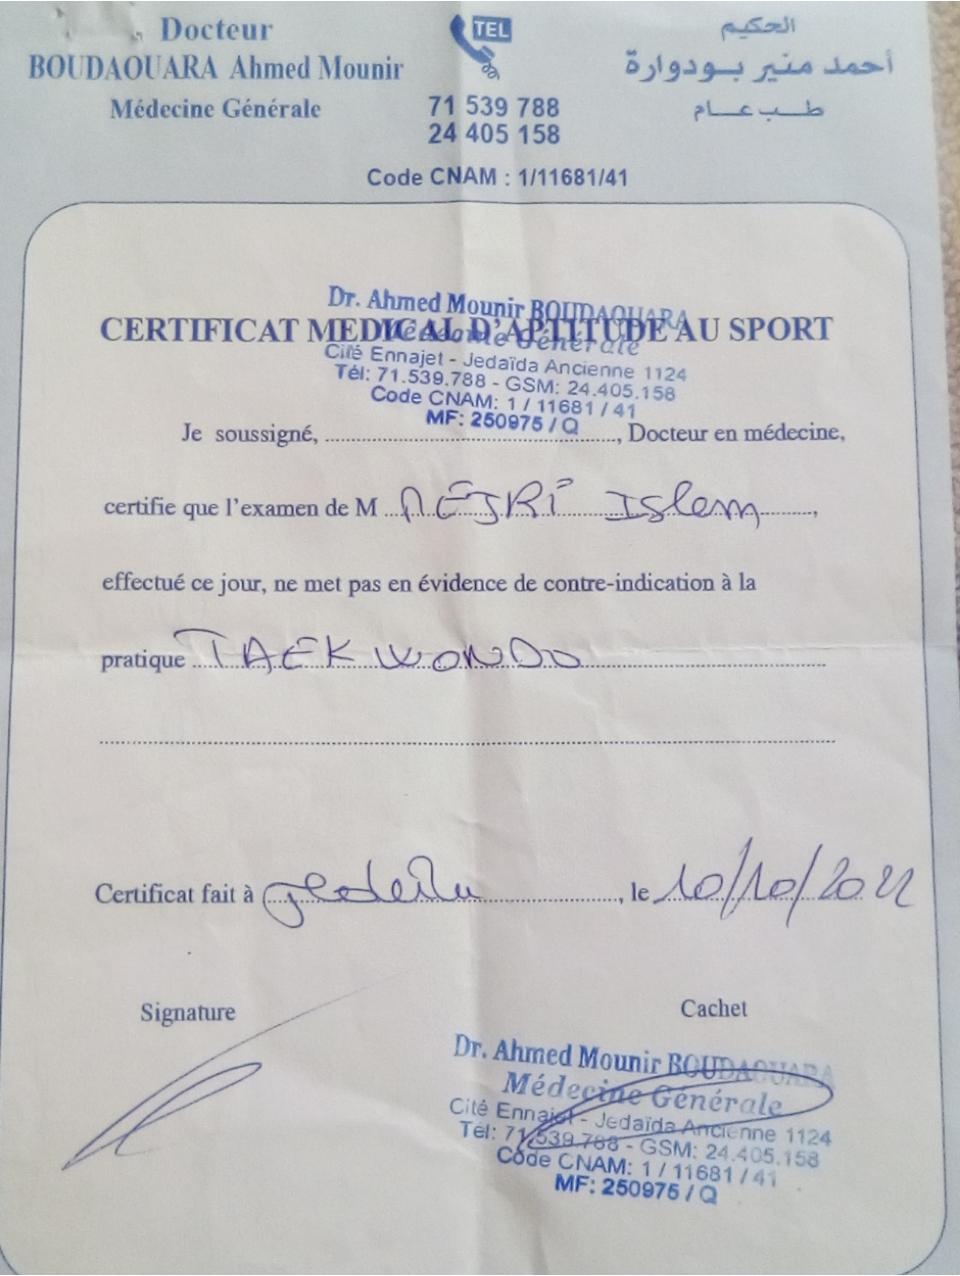 Docteur
BOUDAOUARA Ahmed Mounir
Médecine Générale
TEL
71 539 788
24 405 158
الحكيم
أحمد منير بودوارة
طب عام
Code CNAM : 1/11681/41
Dr. Ahmed Mounir BOUDAOUARA
CERTIFICAT MEDICAL D'APTITUDE AU SPORT
Médecine Générale
Cité Ennajet - Jedaïda Ancienne 1124
Tél: 71.539.788 - GSM: 24.405.158
Code CNAM: 1 / 11681 / 41
MF: 250975 / Q
Je soussigné, ..., Docteur en médecine,
certifie que l'examen de M NEJRi Islem,
effectué ce jour, ne met pas en évidence de contre-indication à la
pratique TAEKWONDO
Certificat fait à , le 10/10/2022
Signature
Cachet
Dr. Ahmed Mounir BOUDAOUARA
Médecine Générale
Cité Ennajet - Jedaïda Ancienne 1124
Tél: 71.539.788 - GSM: 24.405.158
Code CNAM: 1 / 11681 / 41
MF: 250975 / Q